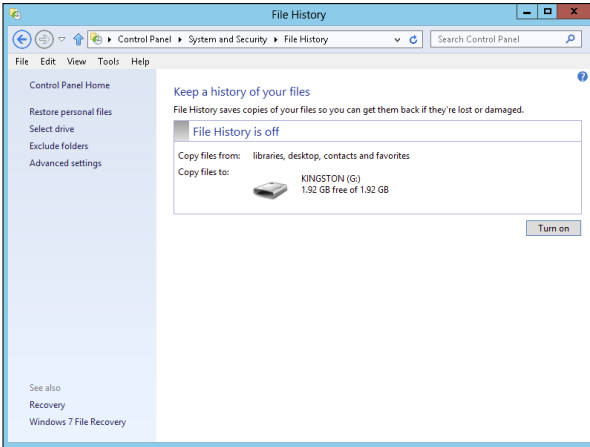 File History
Control Panel ▸ System and Security ▸ File History
Search Control Panel
File Edit View Tools Help
Control Panel Home
Restore personal files
Select drive
Exclude folders
Advanced settings
Keep a history of your files
File History saves copies of your files so you can get them back if they're lost or damaged.
File History is off
Copy files from: libraries, desktop, contacts and favorites
Copy files to:
KINGSTON (G:)
1.92 GB free of 1.92 GB
Turn on
See also
Recovery
Windows 7 File Recovery